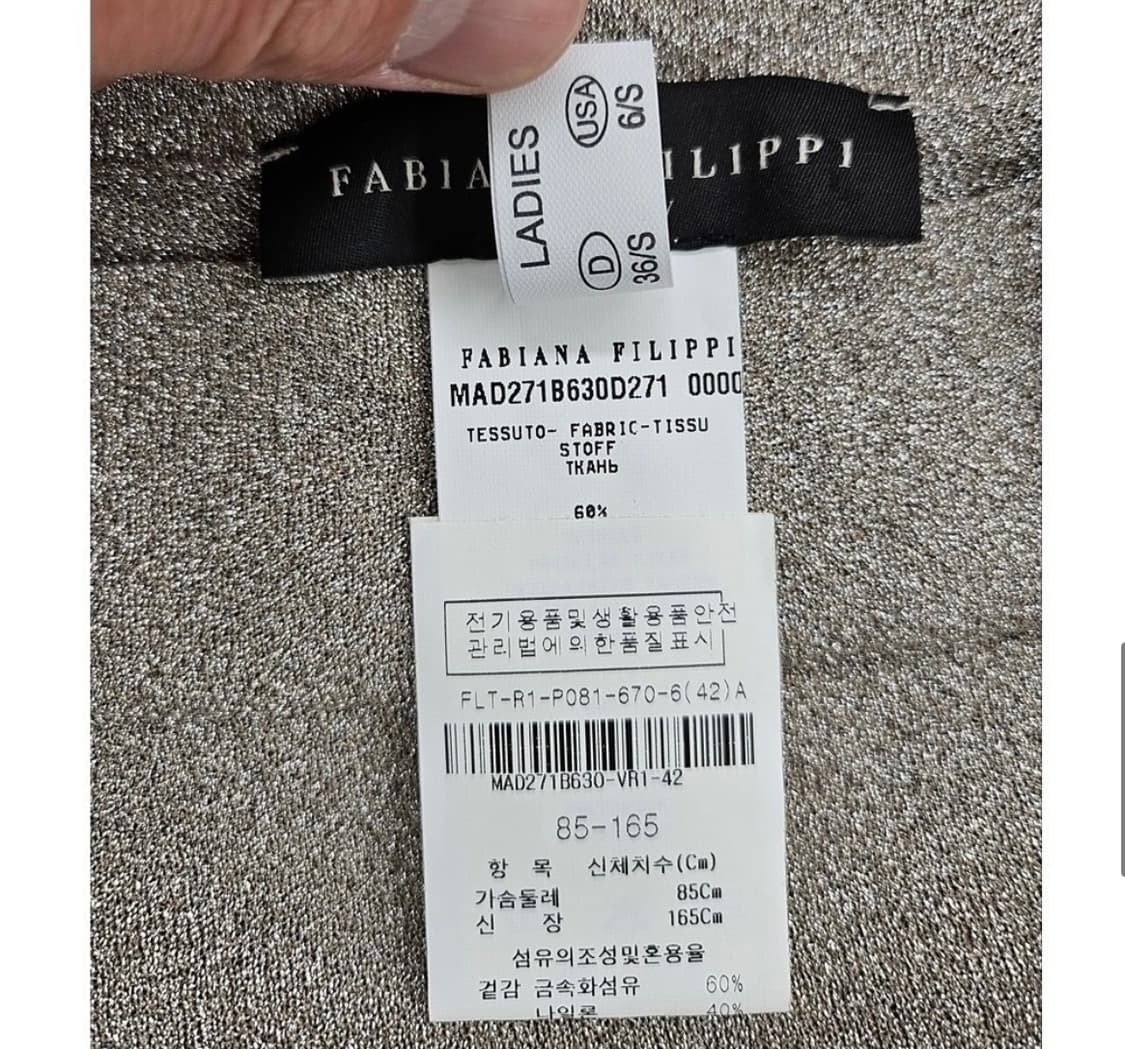 LADIES
USA
6/S
D
36/S
FABIA ILIPPI
FABIANA FILIPPI
MAD271B630D271 0000
TESSUTO- FABRIC-TISSU
STOFF
ТКАНЬ
60%
전기용품및생활용품안전
관리법에의한품질표시
FLT-R1-P081-670-6(42)A
MAD271B630-VR1-42
85-165
항 목 신체치수(Cm)
가슴둘레 85Cm
신 장 165Cm
섬유의조성및혼용율
겉감 금속화섬유 60%
나일론 40%